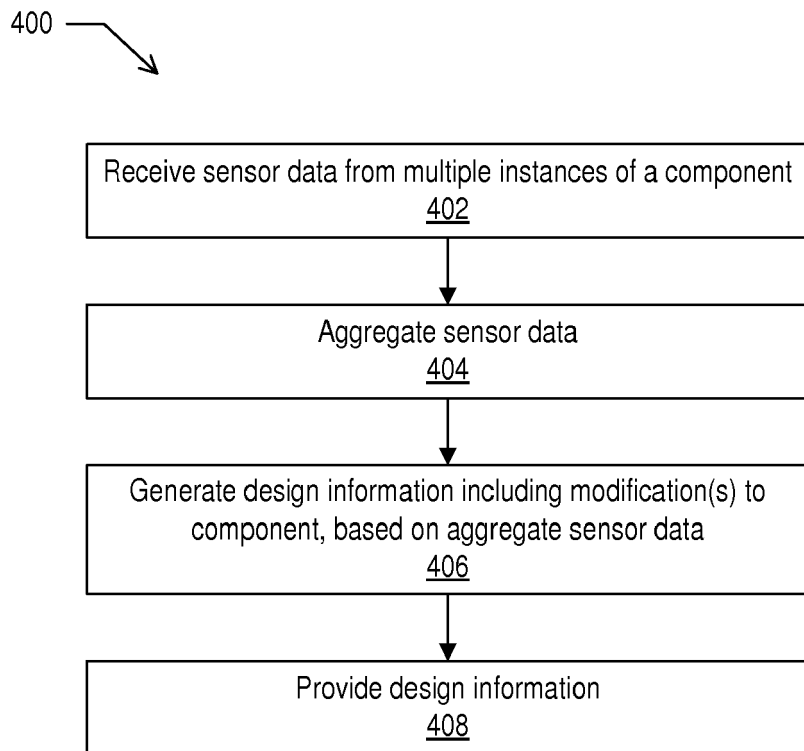 400
Receive sensor data from multiple instances of a component
402
Aggregate sensor data
404
Generate design information including modification(s) to
component, based on aggregate sensor data
406
Provide design information
408